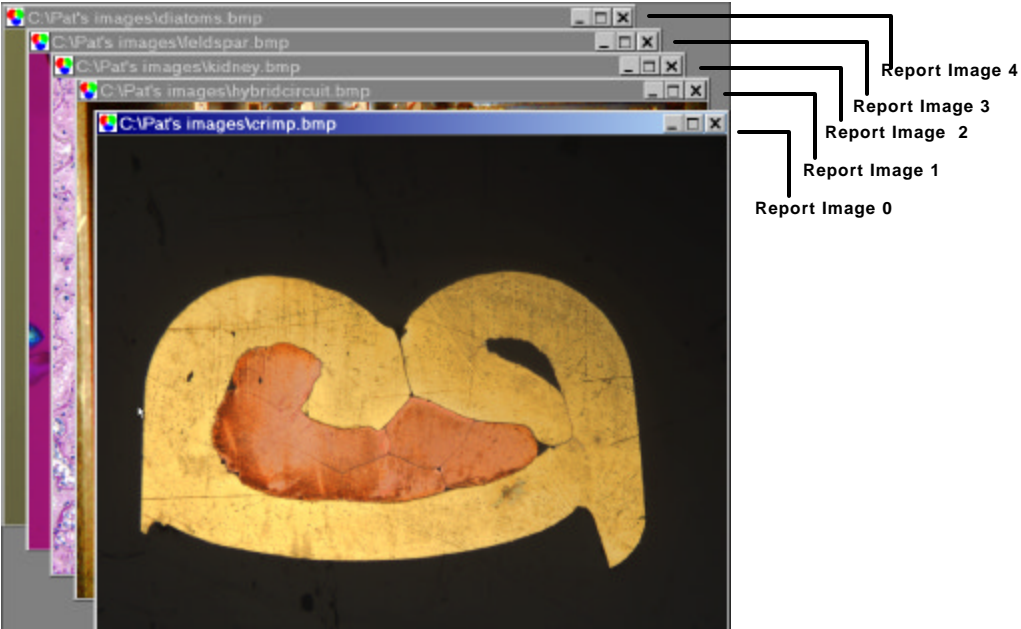 C:\Pat's images\diatoms.bmp
C:\Pat's images\feldspar.bmp
C:\Pat's images\kidney.bmp
C:\Pat's images\hybridcircuit.bmp
C:\Pat's images\crimp.bmp
Report Image 4
Report Image 3
Report Image  2
Report Image 1
Report Image 0